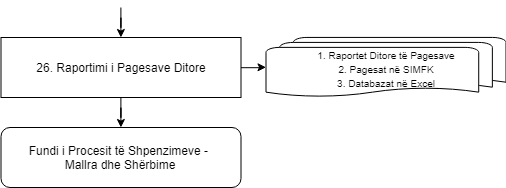 26. Raportimi i Pagesave Ditore
1. Raportet Ditore të Pagesave
2. Pagesat në SIMFK
3. Databazat në Excel
Fundi i Procesit të Shpenzimeve -
Mallra dhe Shërbime